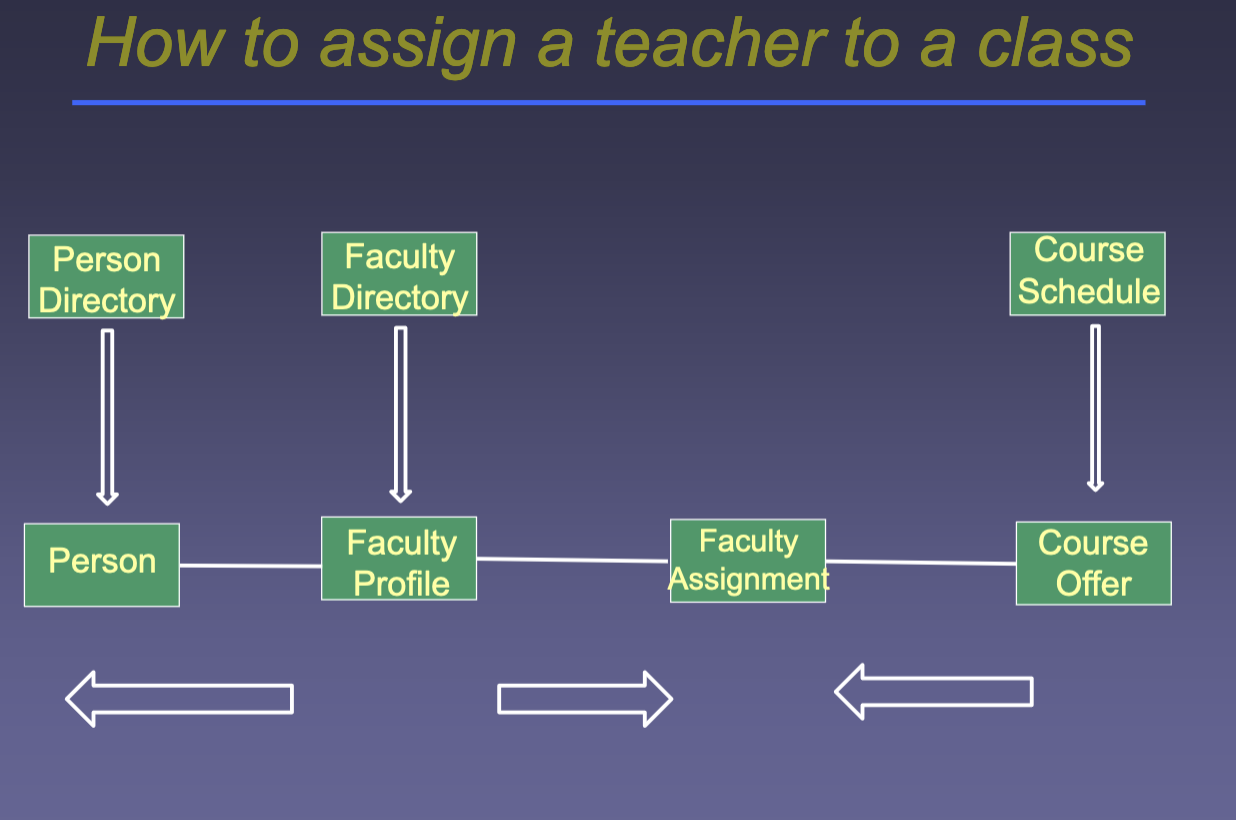 How to assign a teacher to a class
Person
Directory
Faculty
Directory
Course
Schedule
Person
Faculty
Profile
Faculty
Assignment
Course
Offer